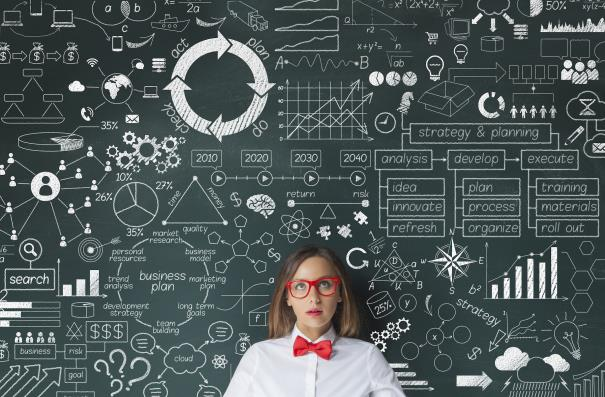 act
plan
do
check
50%
A
B
35%
strategy & planning
analysis
develop
execute
idea
plan
training
innovate
process
materials
refresh
organize
roll out
2010
2020
2030
2040
return
risk
10%
27%
26%
35%
time
money
quality
market
research
business
model
personal
resources
trend
analysis
business
plan
marketing
plan
development
strategy
long term
goals
team
building
search
$$$
cloud
business
risk
goal
25%
strategy